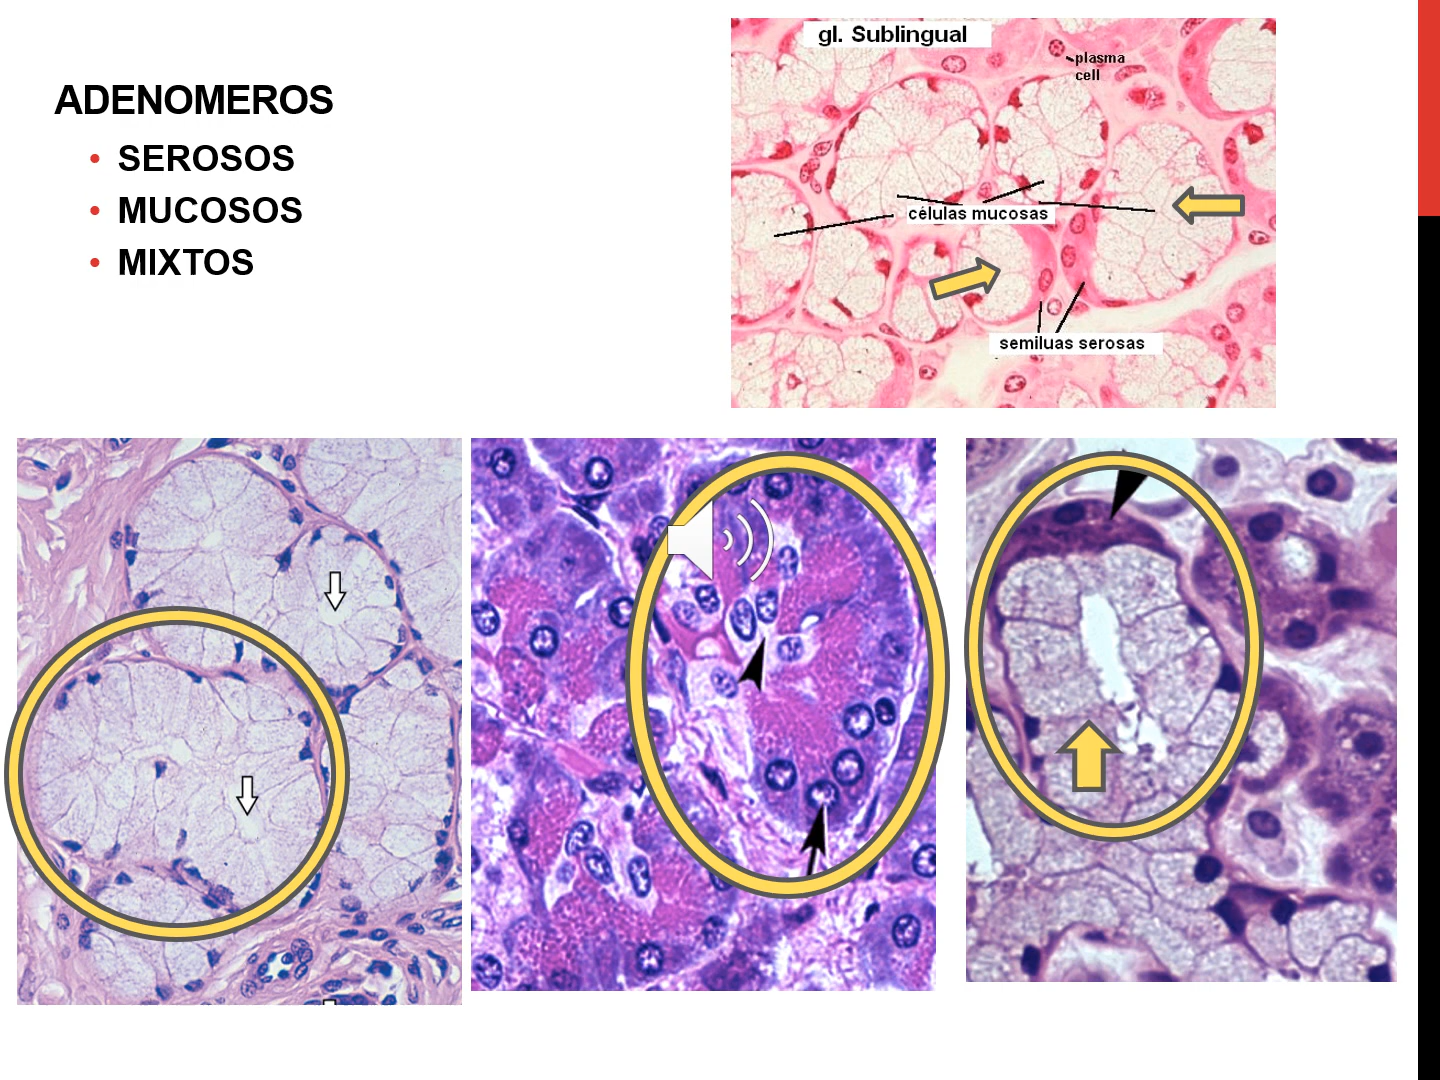 ADENOMEROS
• SEROSOS
• MUCOSOS
• MIXTOS
gl. Sublingual
plasma
cell
células mucosas
semiluas serosas